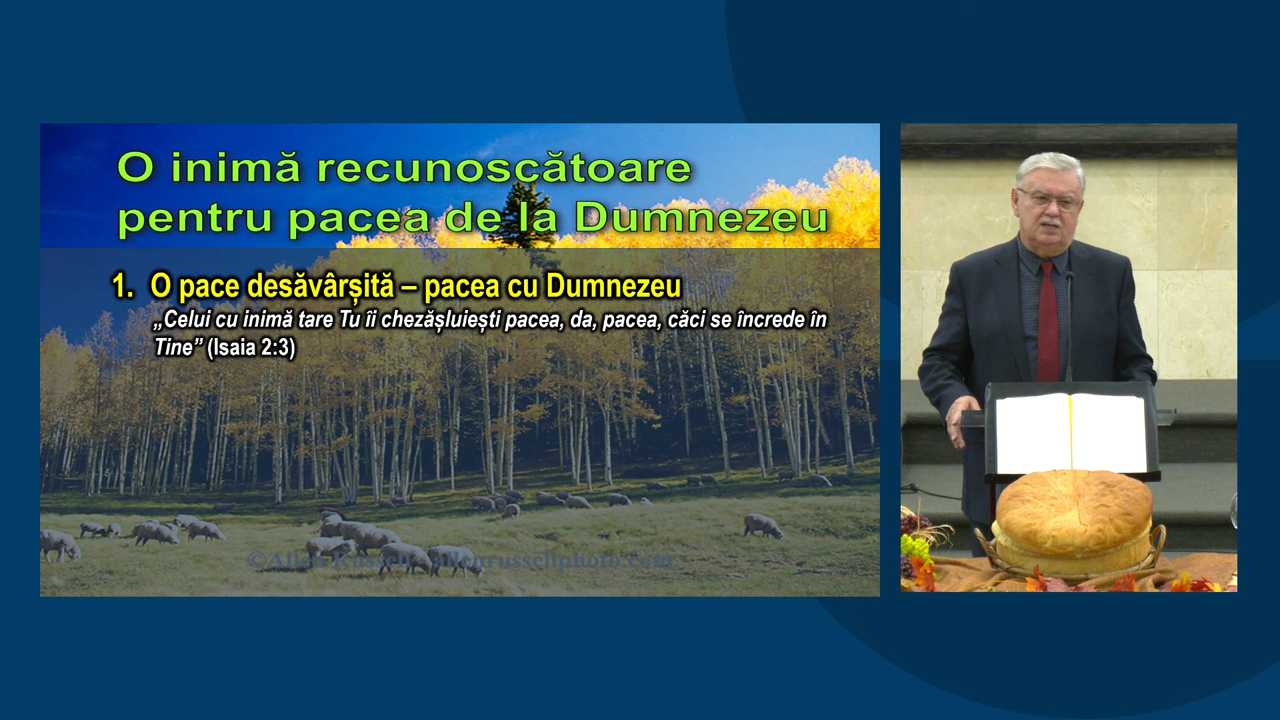 O inimă recunoscătoare
pentru pacea de la Dumnezeu
1. O pace desăvârșită – pacea cu Dumnezeu
„Celui cu inimă tare Tu îi chezășluiești pacea, da, pacea, căci se încrede în
Tine” (Isaia 2:3)